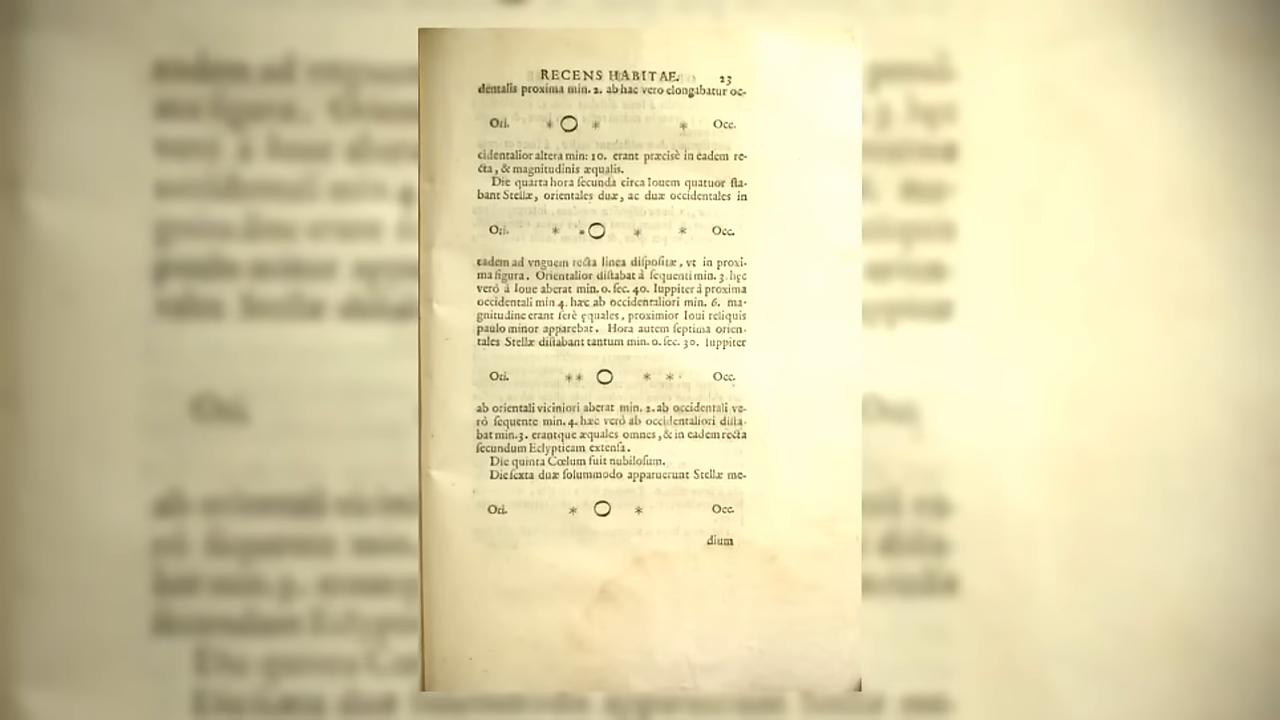 RECENS HABITAE. 23
dentalis proxima min. 2. ab hac vero elongabatur oc-
Ori. * O * * Occ.
cidentalior altera min: 10. erant præcisè in eadem re-
cta, & magnitudinis æqualis.
Die quarta hora secunda circa Iouem quatuor sta-
bant Stellæ, orientales duæ, ac duæ occidentales in
Ori. * * O * * Occ.
eadem ad vnguem recta linea dispositæ, vt in proxi-
ma figura. Orientalior distabat à sequenti min. 3. hęc
verò à Ioue aberat min. 0. sec. 40. Iuppiter à proxima
occidentali min 4. hæc ab occidentaliori min. 6. ma-
gnitudine erant ferè ęquales, proximior Ioui reliquis
paulo minor apparebat. Hora autem septima orien-
tales Stellæ distabant tantum min. 0. sec. 30. Iuppiter
Ori. ** O * * Occ.
ab orientali viciniori aberat min. 2. ab occidentali ve-
rò sequente min. 4. hæc verò ab occidentaliori dista-
bat min. 3. erantque æquales omnes, & in eadem recta
secundum Eclypticam extensa.
Die quinta Cœlum fuit nubilosum.
Die sexta duæ solummodo apparuerunt Stellæ me-
Ori. * O * Occ.
dium